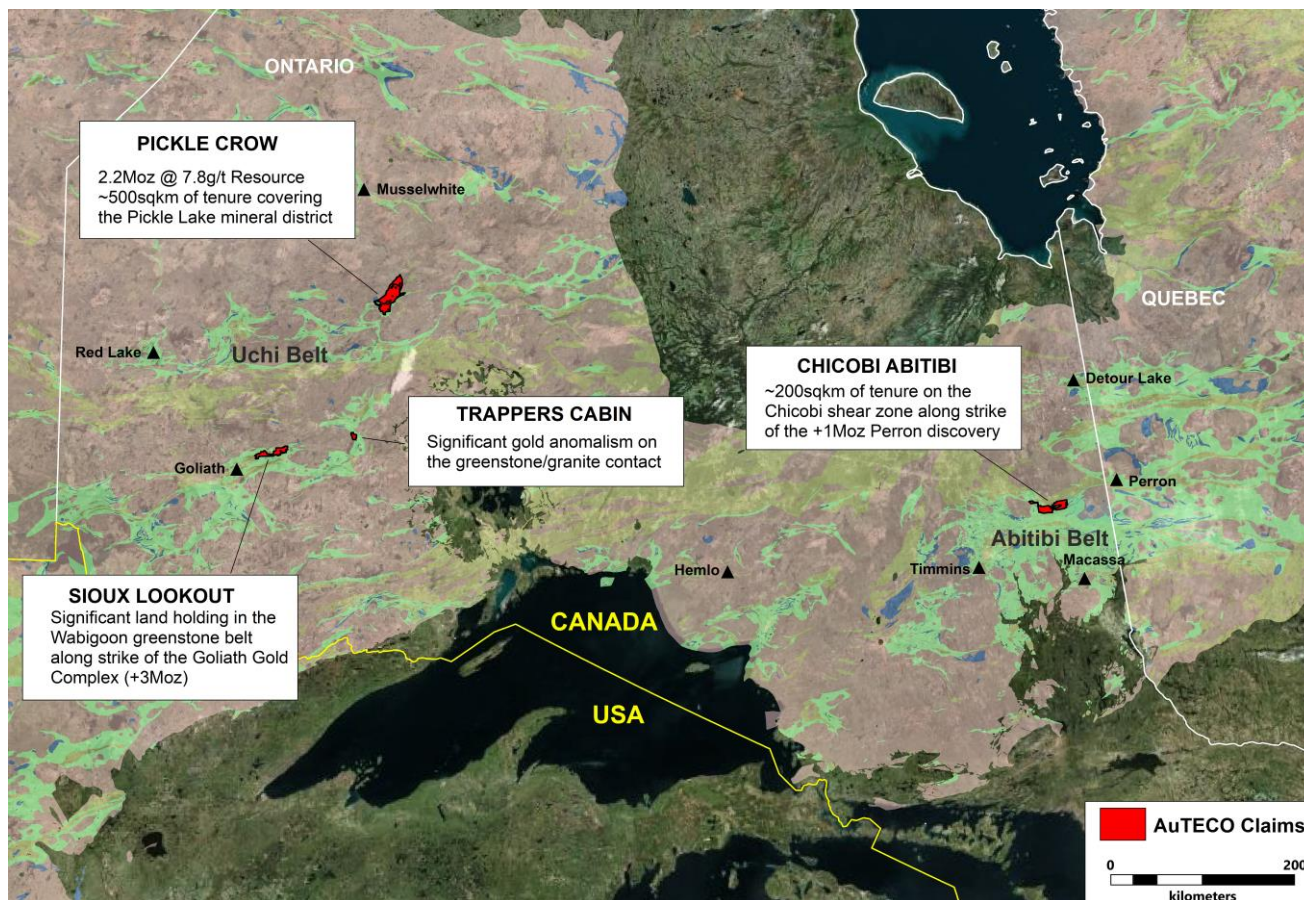 ONTARIO
PICKLE CROW
2.2Moz @ 7.8g/t Resource
~500sqkm of tenure covering
the Pickle Lake mineral district
Musselwhite
QUEBEC
Red Lake
Uchi Belt
CHICOBI ABITIBI
~200sqkm of tenure on the
Chicobi shear zone along strike
of the +1Moz Perron discovery
Detour Lake
TRAPPERS CABIN
Significant gold anomalism on
the greenstone/granite contact
Goliath
Perron
Abitibi Belt
Hemlo
Timmins
Macassa
SIOUX LOOKOUT
Significant land holding in the
Wabigoon greenstone belt
along strike of the Goliath Gold
Complex (+3Moz)
CANADA
USA
AuTECO Claims
0 200
kilometers